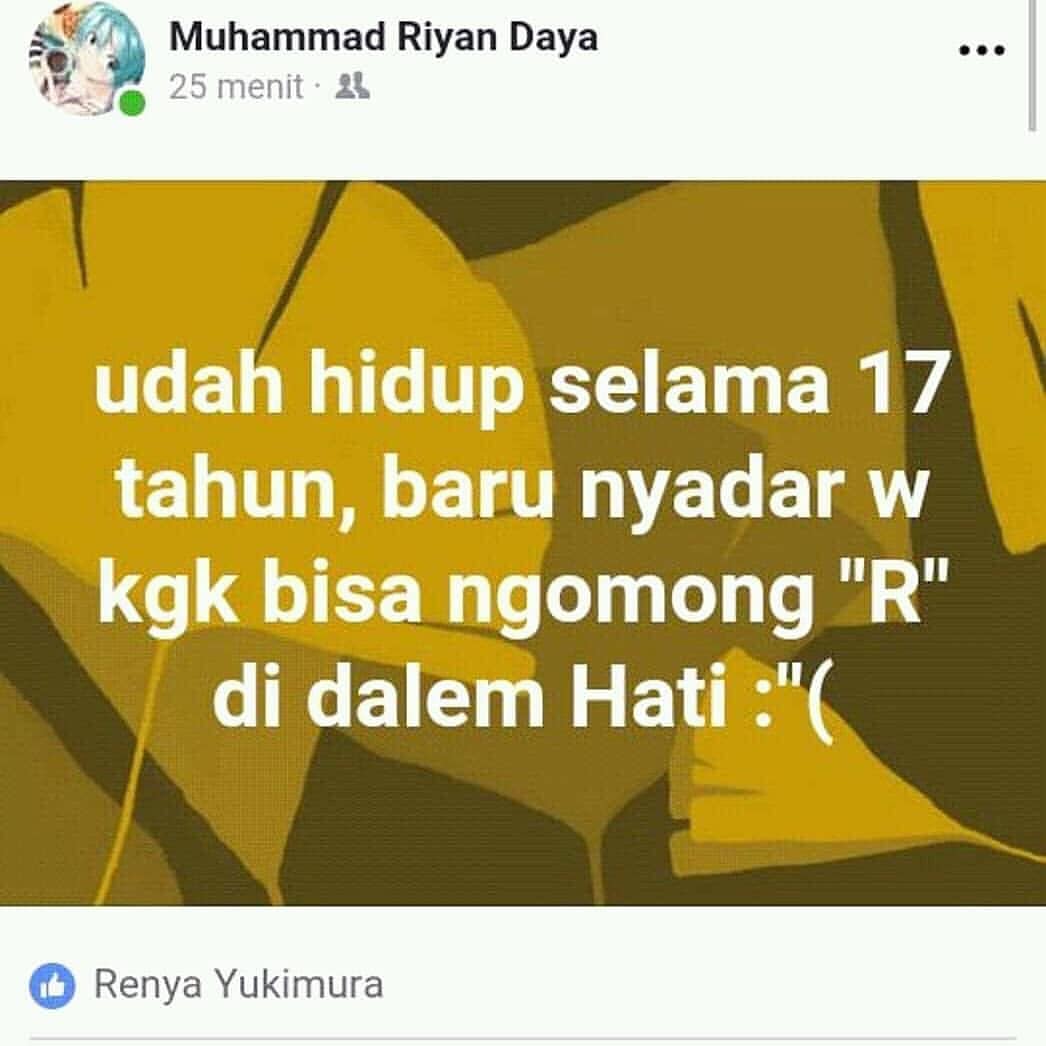 Muhammad Riyan Daya
25 menit ·
udah hidup selama 17
tahun, baru nyadar w
kgk bisa ngomong "R"
di dalem Hati :"(
Renya Yukimura